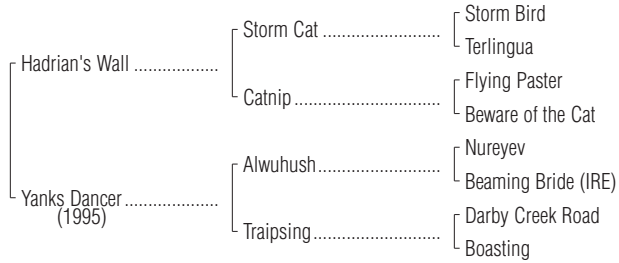 Storm Bird
Storm Cat ..........................
Terlingua
Hadrian's Wall ..................
Flying Paster
Catnip ................................
Beware of the Cat
Nureyev
Alwuhush ...........................
Beaming Bride (IRE)
Yanks Dancer ....................
(1995)
Darby Creek Road
Traipsing ............................
Boasting